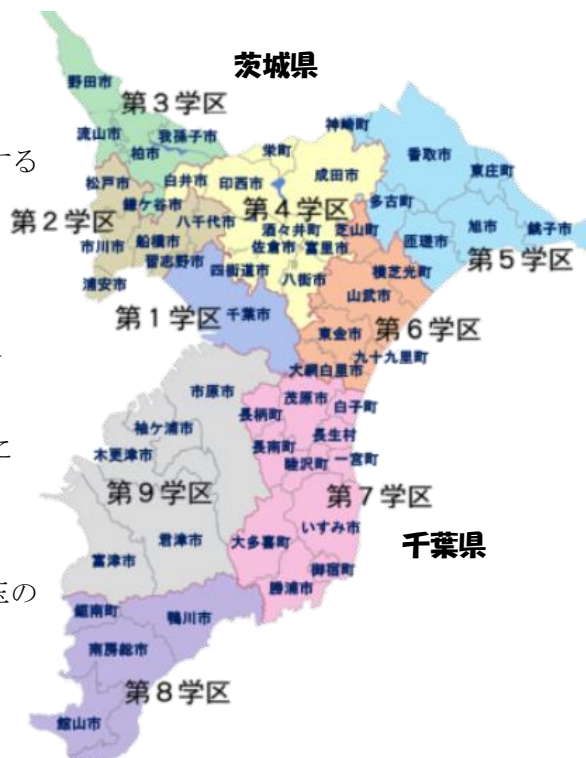 茨城県
野田市
第3学区
神崎町
流山市
我孫子市
栄町
香取市
東庄町
柏市
成田市
する
松戸市
白井市
印西市
多古町
鎌ケ谷市
第4学区
旭市
銚子市
第2学区
八千代市
酒々井町
芝山町
匝瑳市
市川市
船橋市
佐倉市
富里市
第5学区
習志野市
四街道市
横芝光町
浦安市
八街市
山武市
第1学区
千葉市
第6学区
東金市
九十九里町
大網白里市
市原市
茂原市
白子町
長柄町
袖ケ浦市
長生村
に
木更津市
長南町
睦沢町
一宮町
第9学区
第7学区
いすみ市
君津市
大多喜町
千葉県
富津市
御宿町
勝浦市
の
鋸南町
鴨川市
南房総市
第8学区
館山市